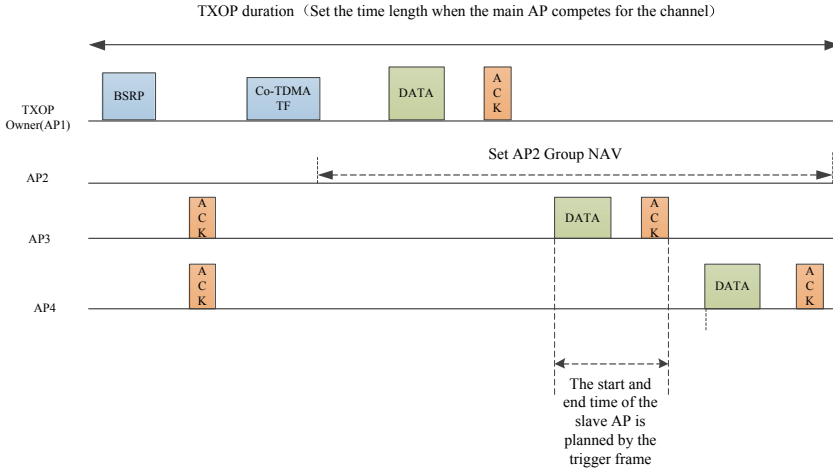 TXOP duration（Set the time length when the main AP competes for the channel）
BSRP
Co-TDMA
TF
DATA
A
C
K
TXOP
Owner(AP1)
Set AP2 Group NAV
AP2
A
C
K
DATA
A
C
K
AP3
A
C
K
DATA
A
C
K
AP4
The start and
end time of the
slave AP is
planned by the
trigger frame